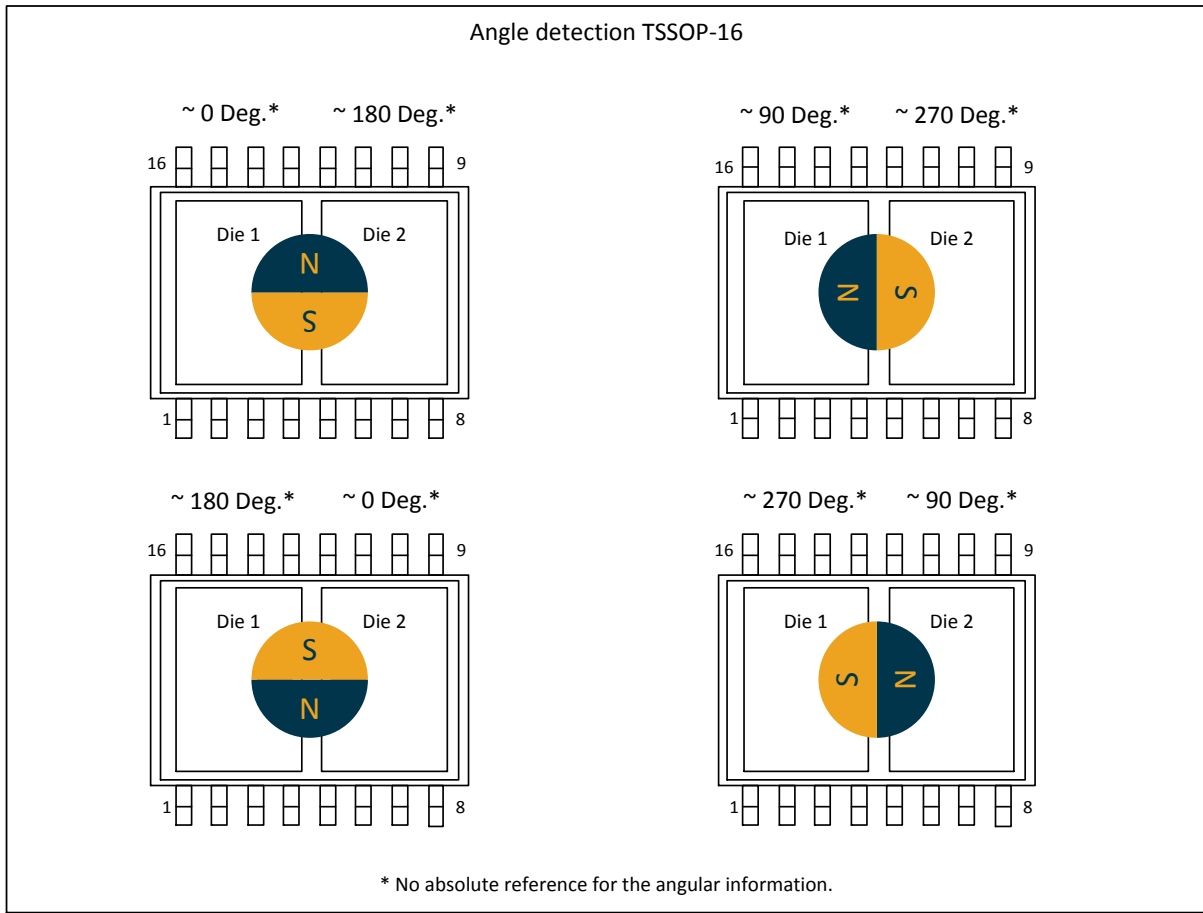 Angle detection TSSOP-16
~ 0 Deg.* ~ 180 Deg.*
16 9
Die 1 Die 2
N
S
1 8
~ 90 Deg.* ~ 270 Deg.*
16 9
Die 1 Die 2
N S
1 8
~ 180 Deg.* ~ 0 Deg.*
16 9
Die 1 Die 2
S
N
1 8
~ 270 Deg.* ~ 90 Deg.*
16 9
Die 1 Die 2
S N
1 8
* No absolute reference for the angular information.